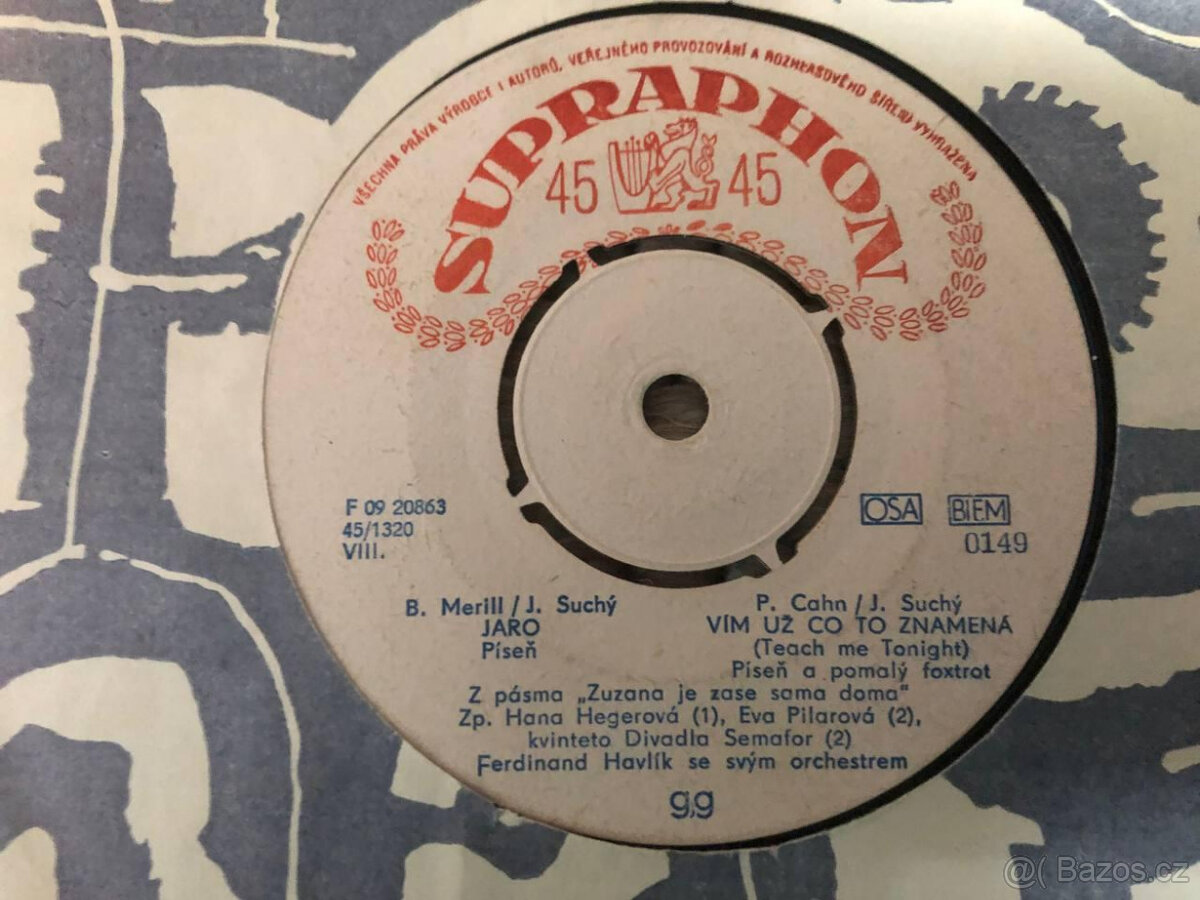 VŠECHNA PRÁVA VÝROBCE I AUTORŮ, VEŘEJNÉHO PROVOZOVÁNÍ A ROZHLASOVÉHO ŠÍŘENÍ VYHRAŽENA
SUPRAPHON
45 45
F 09 20863
45/1320
VIII.
OSA BIEM
0149
B. Merill / J. Suchý
JARO
Píseň
P. Cahn / J. Suchý
VÍM UŽ CO TO ZNAMENÁ
(Teach me Tonight)
Píseň a pomalý foxtrot
Z pásma „Zuzana je zase sama doma"
Zp. Hana Hegerová (1), Eva Pilarová (2),
kvinteto Divadla Semafor (2)
Ferdinand Havlík se svým orchestrem
g,g
@( Bazos.cz